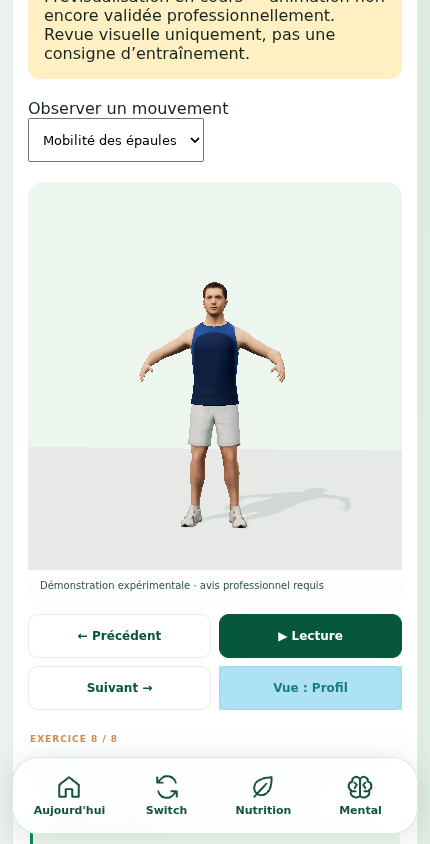 encore validée professionnellement.
Revue visuelle uniquement, pas une
consigne d’entraînement.
Observer un mouvement
Mobilité des épaules
Démonstration expérimentale · avis professionnel requis
← Précédent
▶ Lecture
Suivant →
Vue : Profil
EXERCICE 8 / 8
Aujourd'hui
Switch
Nutrition
Mental